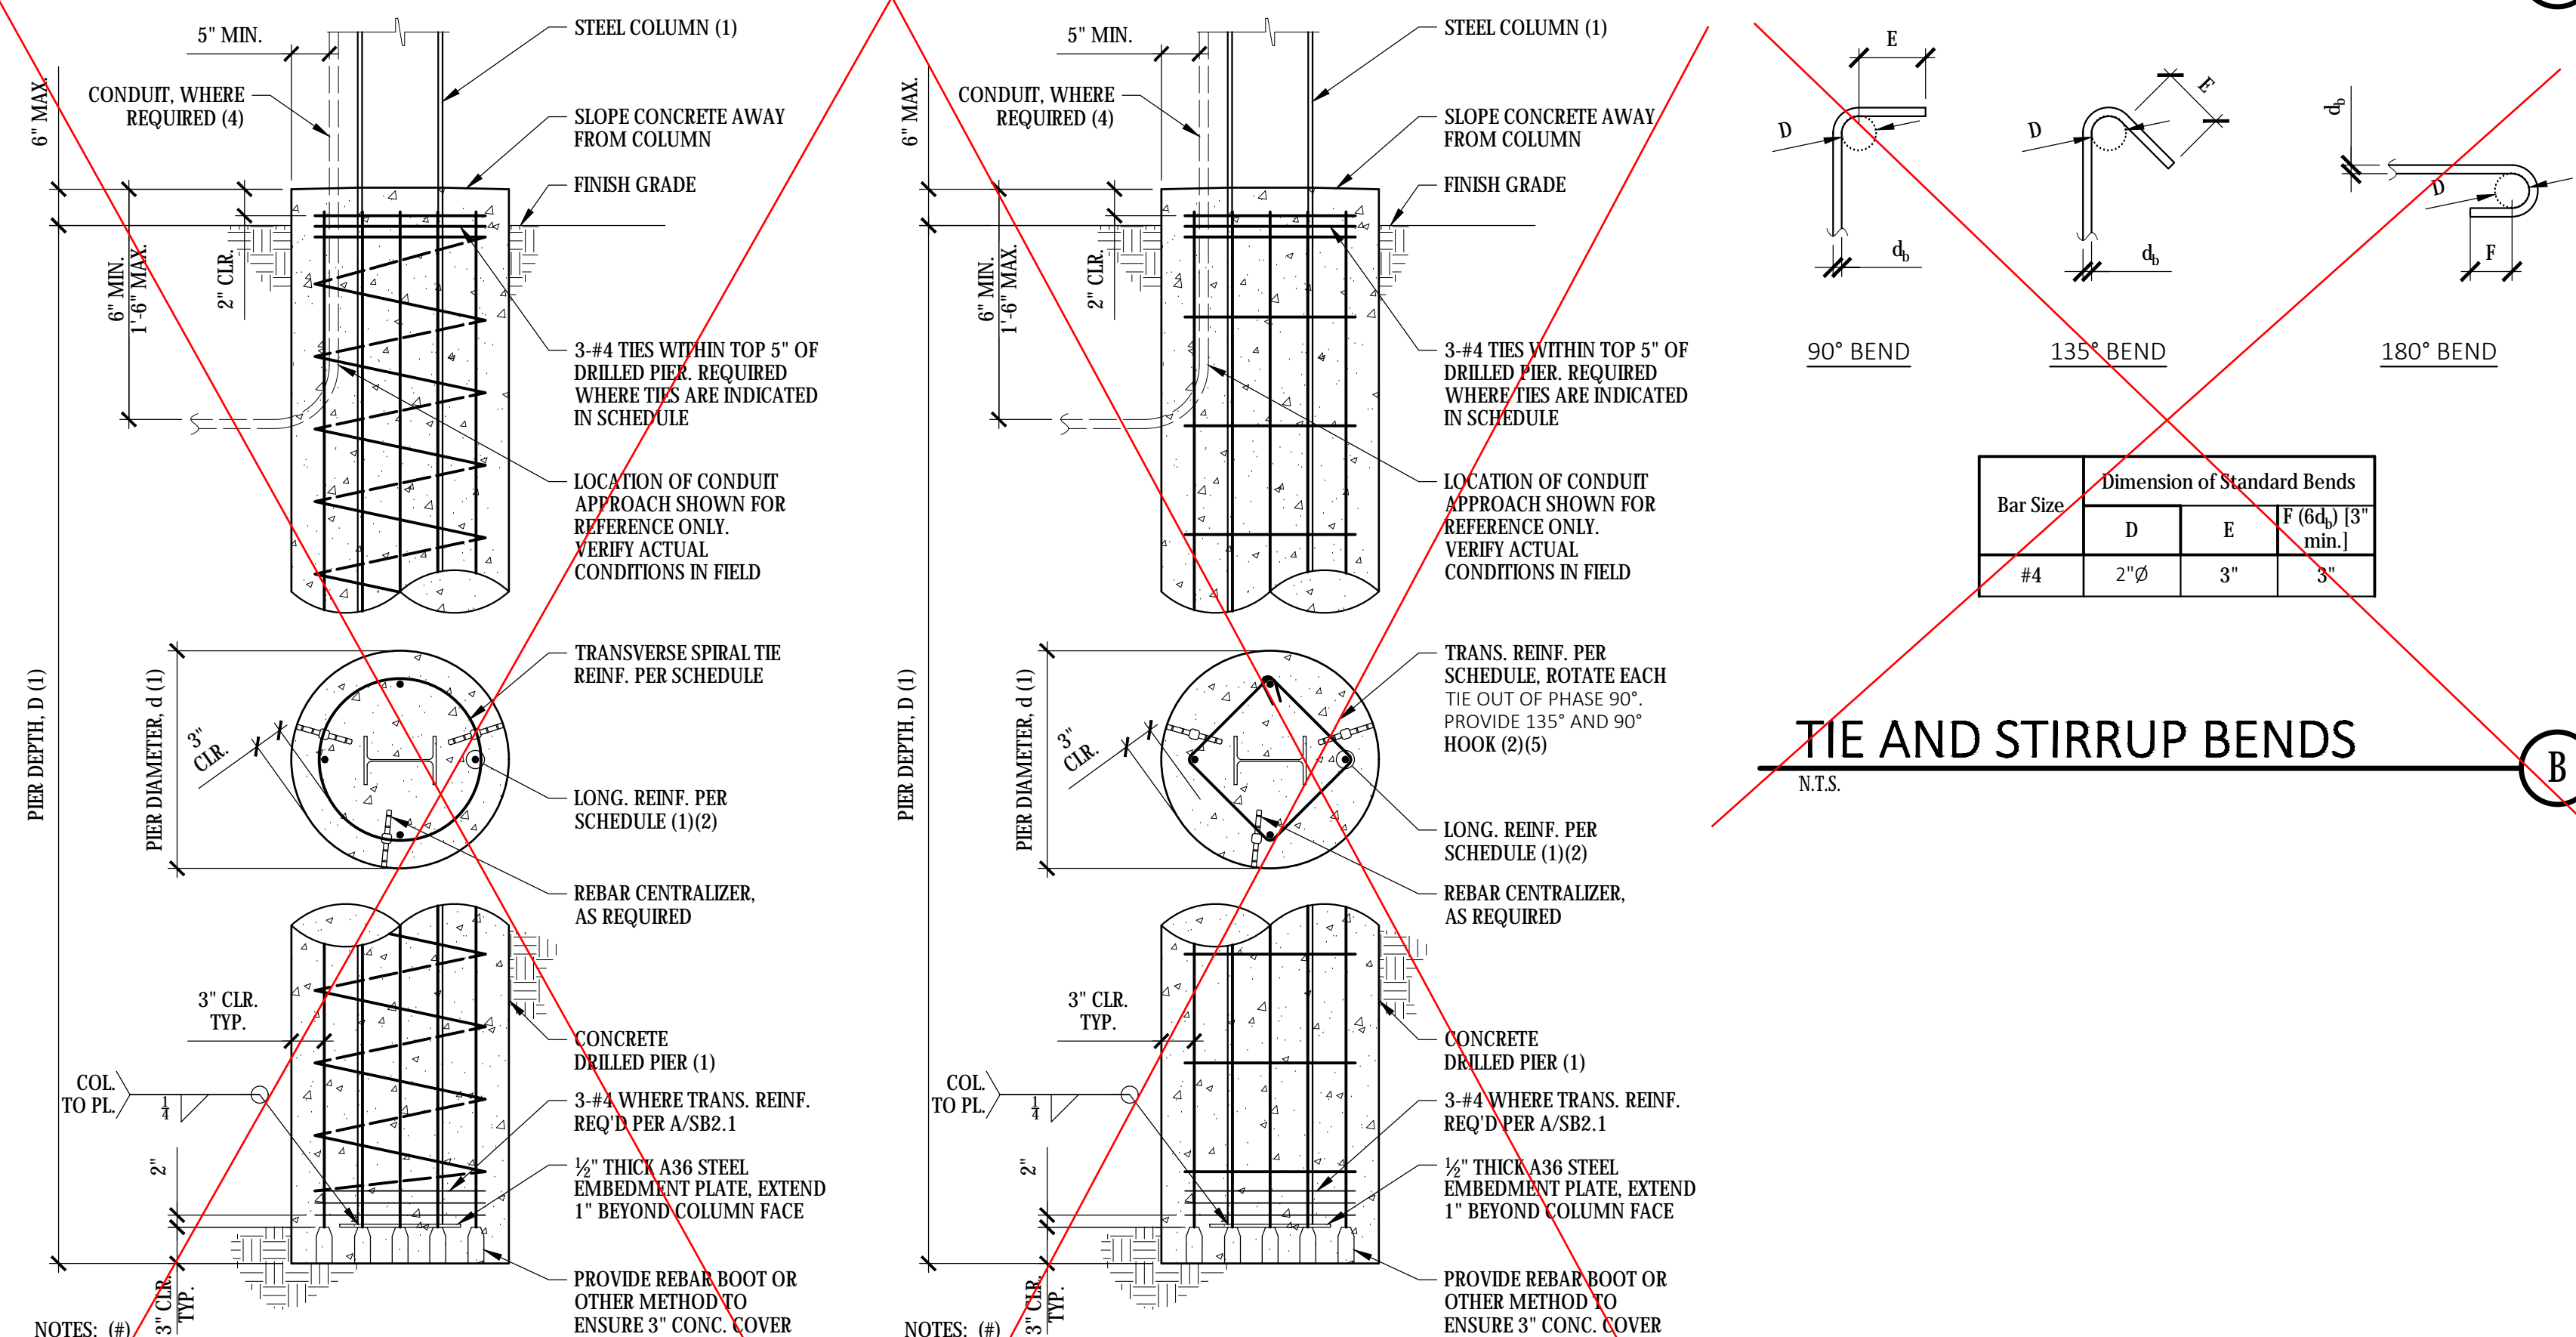 5" MIN.
6" MAX.
CONDUIT, WHERE
REQUIRED (4)
6" MIN.
1'-6" MAX.
2" CLR.
STEEL COLUMN (1)
SLOPE CONCRETE AWAY
FROM COLUMN
FINISH GRADE
3-#4 TIES WITHIN TOP 5" OF
DRILLED PIER. REQUIRED
WHERE TIES ARE INDICATED
IN SCHEDULE
LOCATION OF CONDUIT
APPROACH SHOWN FOR
REFERENCE ONLY.
VERIFY ACTUAL
CONDITIONS IN FIELD
PIER DEPTH, D (1)
PIER DIAMETER, d (1)
3"
CLR.
TRANSVERSE SPIRAL TIE
REINF. PER SCHEDULE
LONG. REINF. PER
SCHEDULE (1)(2)
REBAR CENTRALIZER,
AS REQUIRED
3" CLR.
TYP.
COL.
TO PL.
1/4
2"
3" CLR.
TYP.
CONCRETE
DRILLED PIER (1)
3-#4 WHERE TRANS. REINF.
REQ'D PER A/SB2.1
½" THICK A36 STEEL
EMBEDMENT PLATE, EXTEND
1" BEYOND COLUMN FACE
PROVIDE REBAR BOOT OR
OTHER METHOD TO
ENSURE 3" CONC. COVER
NOTES: (#)
5" MIN.
6" MAX.
CONDUIT, WHERE
REQUIRED (4)
6" MIN.
1'-6" MAX.
2" CLR.
STEEL COLUMN (1)
SLOPE CONCRETE AWAY
FROM COLUMN
FINISH GRADE
3-#4 TIES WITHIN TOP 5" OF
DRILLED PIER. REQUIRED
WHERE TIES ARE INDICATED
IN SCHEDULE
LOCATION OF CONDUIT
APPROACH SHOWN FOR
REFERENCE ONLY.
VERIFY ACTUAL
CONDITIONS IN FIELD
PIER DEPTH, D (1)
PIER DIAMETER, d (1)
3"
CLR.
TRANS. REINF. PER
SCHEDULE, ROTATE EACH
TIE OUT OF PHASE 90°.
PROVIDE 135° AND 90°
HOOK (2)(5)
LONG. REINF. PER
SCHEDULE (1)(2)
REBAR CENTRALIZER,
AS REQUIRED
3" CLR.
TYP.
COL.
TO PL.
1/4
2"
3" CLR.
TYP.
CONCRETE
DRILLED PIER (1)
3-#4 WHERE TRANS. REINF.
REQ'D PER A/SB2.1
½" THICK A36 STEEL
EMBEDMENT PLATE, EXTEND
1" BEYOND COLUMN FACE
PROVIDE REBAR BOOT OR
OTHER METHOD TO
ENSURE 3" CONC. COVER
NOTES: (#)
E
D
db
90° BEND
E
D
db
135° BEND
db
D
F
180° BEND
Bar Size
Dimension of Standard Bends
D
E
F (6db) [3"
min.]
#4
2"Ø
3"
3"
TIE AND STIRRUP BENDS
B
N.T.S.